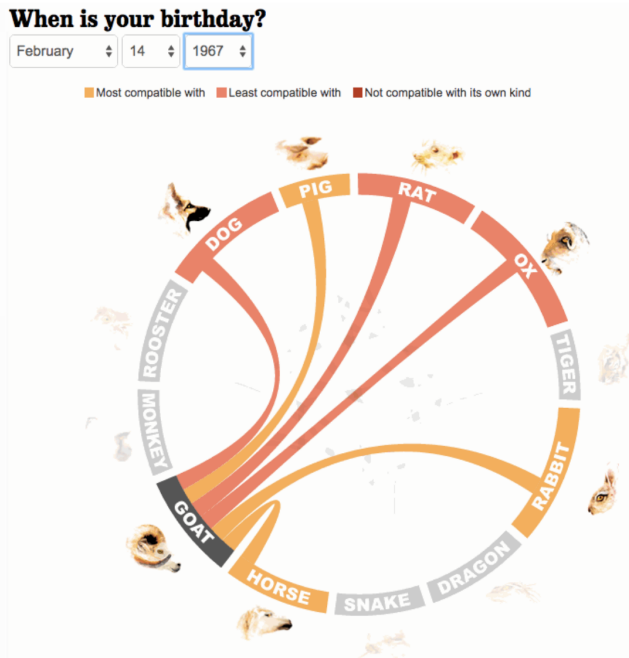 When is your birthday?
February 14 1967
Most compatible with Least compatible with Not compatible with its own kind
PIG
RAT
DOG
OX
ROOSTER
TIGER
MONKEY
RABBIT
GOAT
DRAGON
HORSE
SNAKE